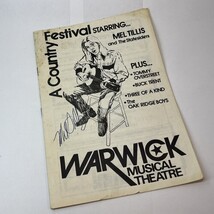 A Country
Festival STARRING...
MEL TILLIS
and The Statesiders
PLUS...
• TOMMY
OVERSTREET
• BUCK TRENT
• THREE OF A KIND
• The
OAK RIDGE BOYS
WARWICK
MUSICAL
THEATRE